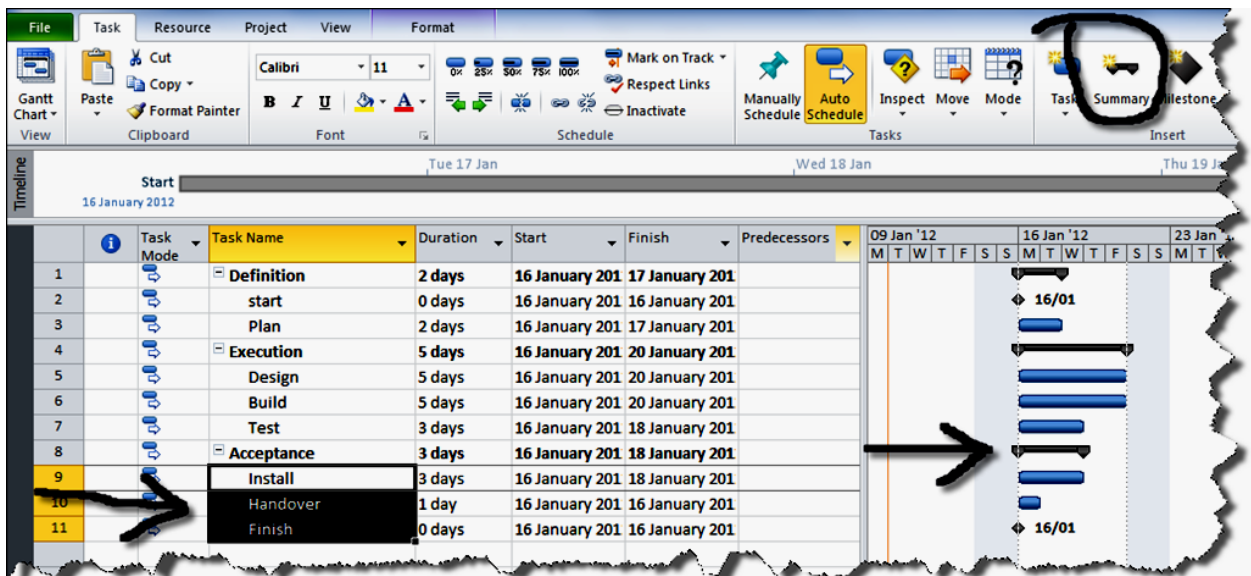 File Task Resource Project View Format
Cut
Copy
Format Painter
Paste
Gantt Chart
Calibri 11
B I U A
0% 25% 50% 75% 100%
Mark on Track
Respect Links
Inactivate
Manually Schedule
Auto Schedule
Inspect Move Mode
Task Summary Milestone
View Clipboard Font Schedule Tasks Insert
Timeline
Tue 17 Jan Wed 18 Jan Thu 19
Start
16 January 2012
Task Mode Task Name Duration Start Finish Predecessors 09 Jan '12 16 Jan '12 23 Jan
M T W T F S S M T W T F S S M T
1 Definition 2 days 16 January 201 17 January 201
2 start 0 days 16 January 201 16 January 201 16/01
3 Plan 2 days 16 January 201 17 January 201
4 Execution 5 days 16 January 201 20 January 201
5 Design 5 days 16 January 201 20 January 201
6 Build 5 days 16 January 201 20 January 201
7 Test 3 days 16 January 201 18 January 201
8 Acceptance 3 days 16 January 201 18 January 201
9 Install 3 days 16 January 201 18 January 201
10 Handover 1 day 16 January 201 16 January 201
11 Finish 0 days 16 January 201 16 January 201 16/01